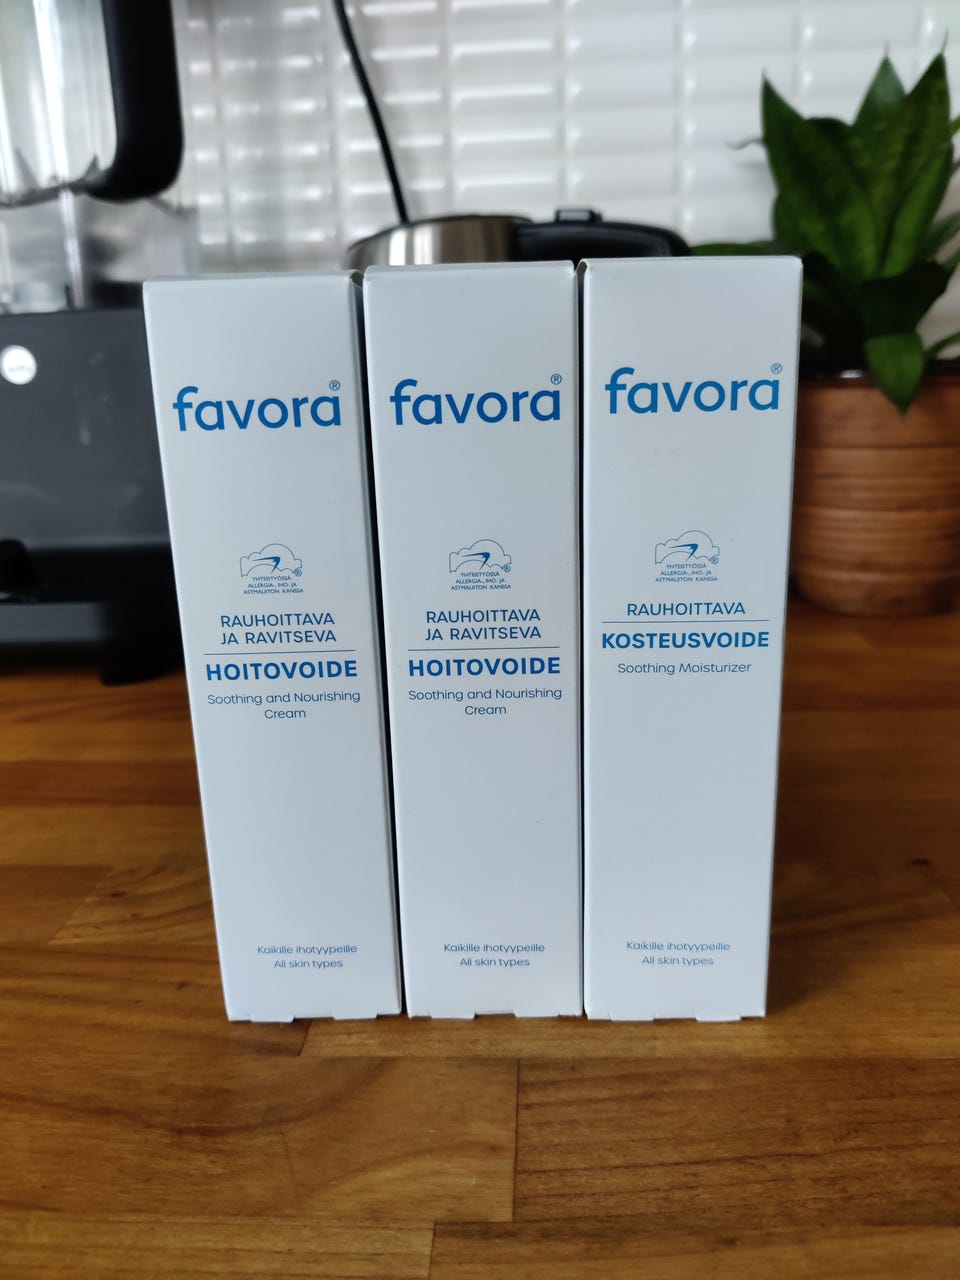 favora®
YHTEISTYÖSSÄ
ALLERGIA-, IHO- JA
ASTMALIITON KANSSA
RAUHOITTAVA
JA RAVITSEVA
HOITOVOIDE
Soothing and Nourishing
Cream
Kaikille ihotyypeille
All skin types
favora®
YHTEISTYÖSSÄ
ALLERGIA-, IHO- JA
ASTMALIITON KANSSA
RAUHOITTAVA
JA RAVITSEVA
HOITOVOIDE
Soothing and Nourishing
Cream
Kaikille ihotyypeille
All skin types
favora®
YHTEISTYÖSSÄ
ALLERGIA-, IHO- JA
ASTMALIITON KANSSA
RAUHOITTAVA
KOSTEUSVOIDE
Soothing Moisturizer
Kaikille ihotyypeille
All skin types